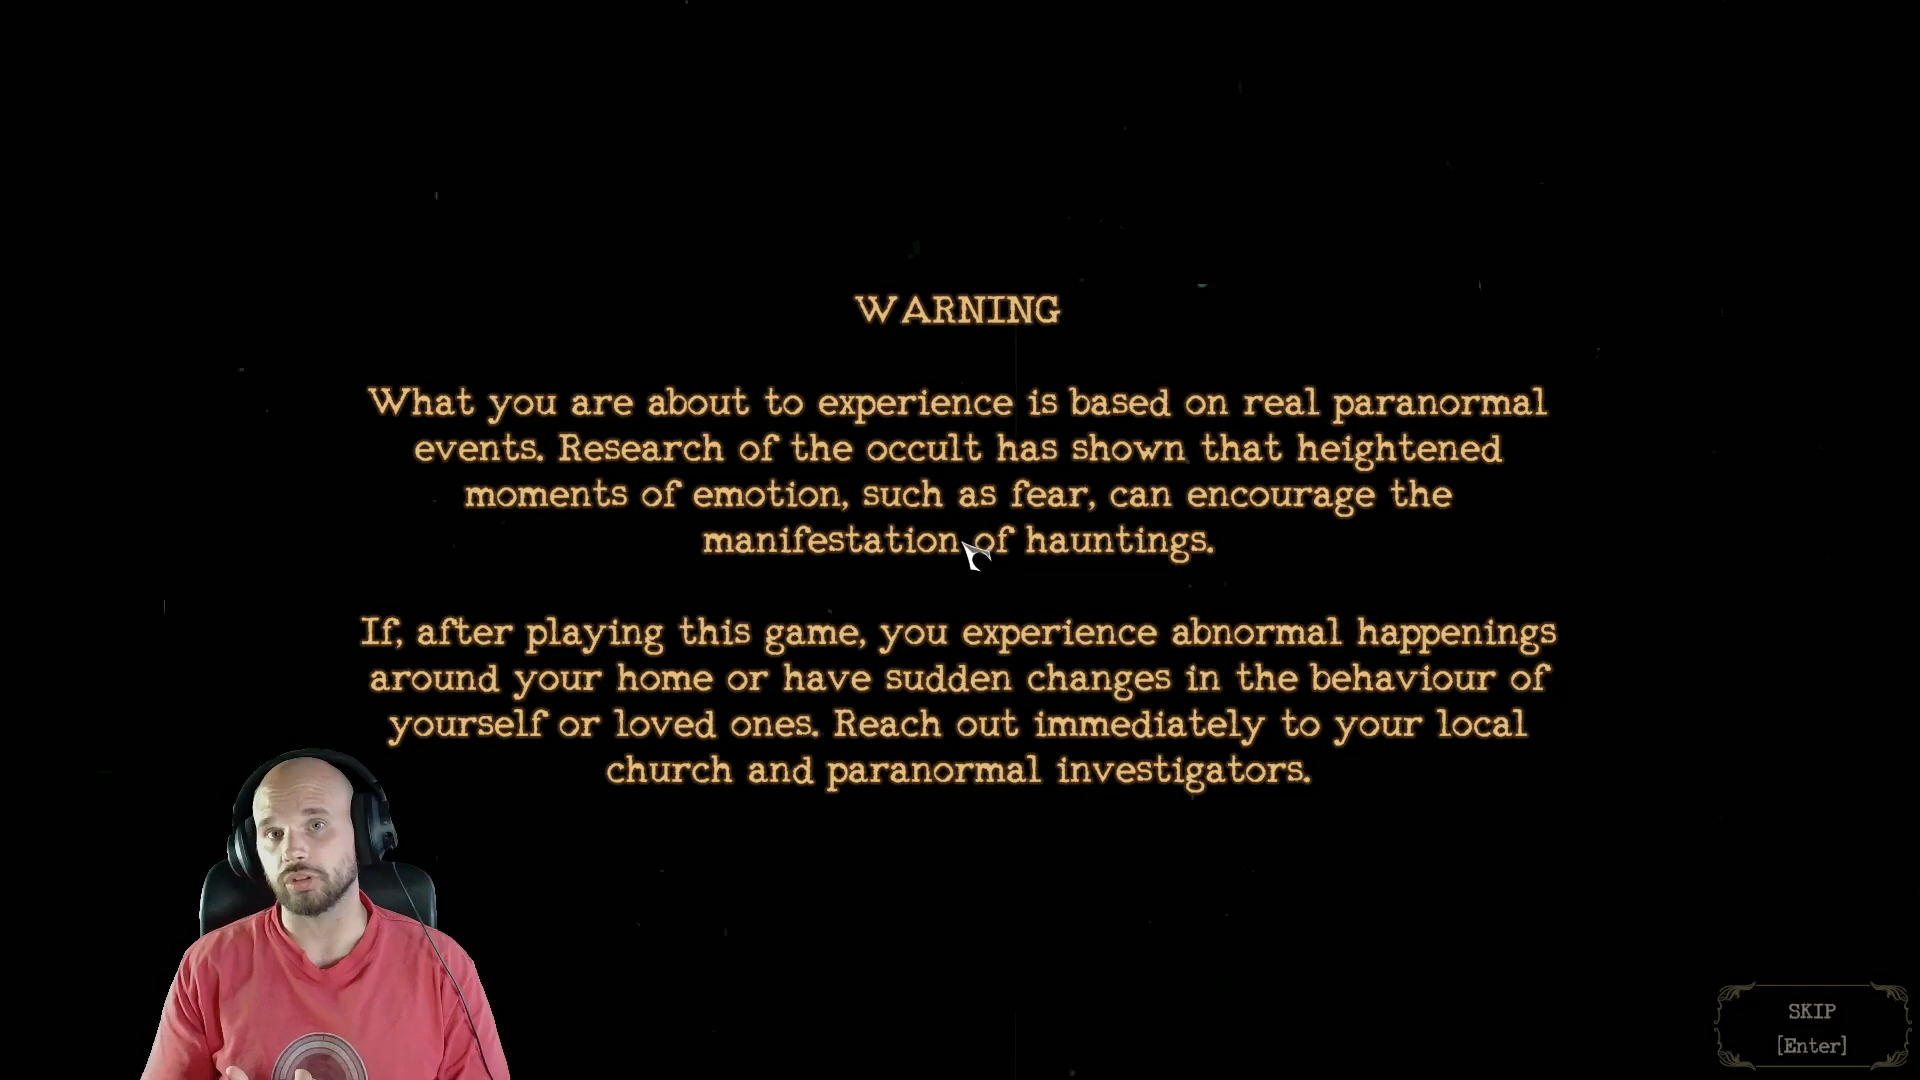 WARNING
What you are about to experience is based on real paranormal
events. Research of the occult has shown that heightened
moments of emotion, such as fear, can encourage the
manifestation of hauntings.
If, after playing this game, you experience abnormal happenings
around your home or have sudden changes in the behaviour of
yourself or loved ones. Reach out immediately to your local
church and paranormal investigators.
SKIP
[Enter]